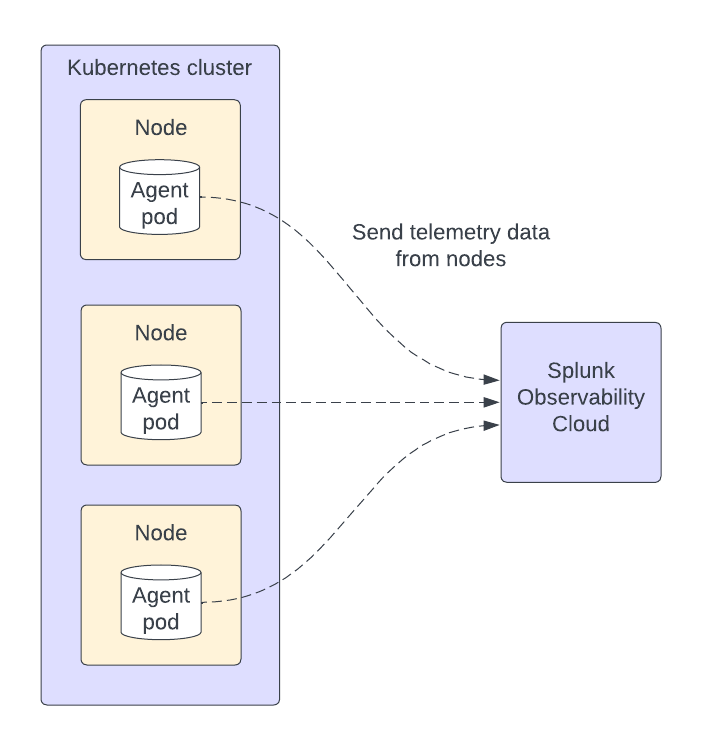 Kubernetes cluster
Node
Agent
pod
Send telemetry data
from nodes
Node
Agent
pod
Splunk
Observability
Cloud
Node
Agent
pod